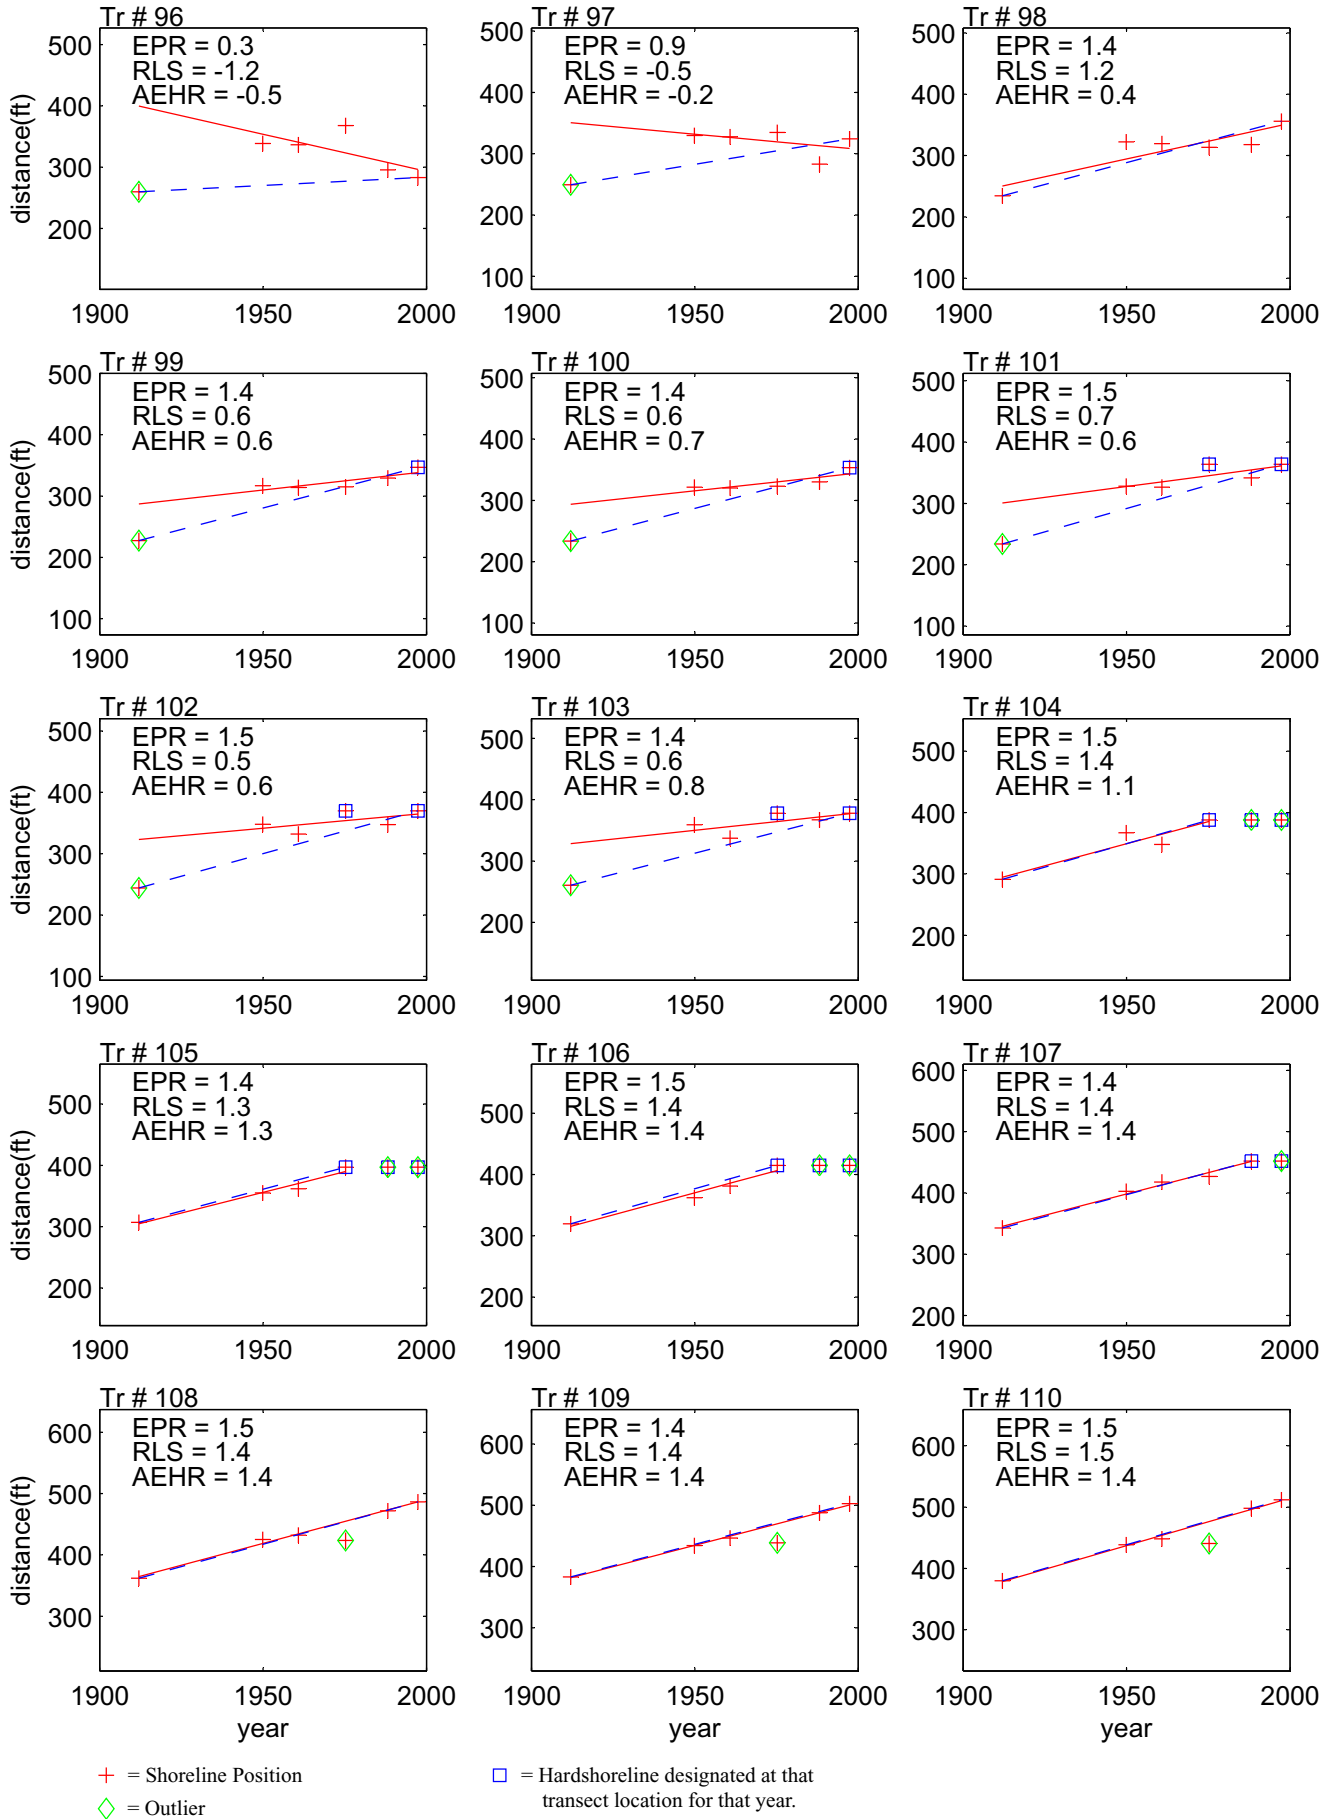 Tr # 96
EPR = 0.3
RLS = -1.2
AEHR = -0.5
500
400
300
200
distance(ft)
1900 1950 2000
Tr # 97
EPR = 0.9
RLS = -0.5
AEHR = -0.2
500
400
300
200
100
1900 1950 2000
Tr # 98
EPR = 1.4
RLS = 1.2
AEHR = 0.4
500
400
300
200
100
1900 1950 2000
Tr # 99
EPR = 1.4
RLS = 0.6
AEHR = 0.6
500
400
300
200
100
distance(ft)
1900 1950 2000
Tr # 100
EPR = 1.4
RLS = 0.6
AEHR = 0.7
500
400
300
200
100
1900 1950 2000
Tr # 101
EPR = 1.5
RLS = 0.7
AEHR = 0.6
500
400
300
200
100
1900 1950 2000
Tr # 102
EPR = 1.5
RLS = 0.5
AEHR = 0.6
500
400
300
200
100
distance(ft)
1900 1950 2000
Tr # 103
EPR = 1.4
RLS = 0.6
AEHR = 0.8
500
400
300
200
1900 1950 2000
Tr # 104
EPR = 1.5
RLS = 1.4
AEHR = 1.1
500
400
300
200
1900 1950 2000
Tr # 105
EPR = 1.4
RLS = 1.3
AEHR = 1.3
500
400
300
200
distance(ft)
1900 1950 2000
Tr # 106
EPR = 1.5
RLS = 1.4
AEHR = 1.4
500
400
300
200
1900 1950 2000
Tr # 107
EPR = 1.4
RLS = 1.4
AEHR = 1.4
600
500
400
300
200
1900 1950 2000
Tr # 108
EPR = 1.5
RLS = 1.4
AEHR = 1.4
600
500
400
300
distance(ft)
1900 1950 2000
year
Tr # 109
EPR = 1.4
RLS = 1.4
AEHR = 1.4
600
500
400
300
1900 1950 2000
year
Tr # 110
EPR = 1.5
RLS = 1.5
AEHR = 1.4
600
500
400
300
1900 1950 2000
year
= Shoreline Position
= Outlier
= Hardshoreline designated at that
transect location for that year.